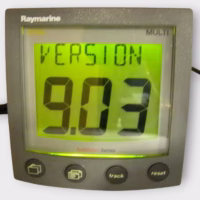 Raymarine MULTI
VERSION
9.03
track reset